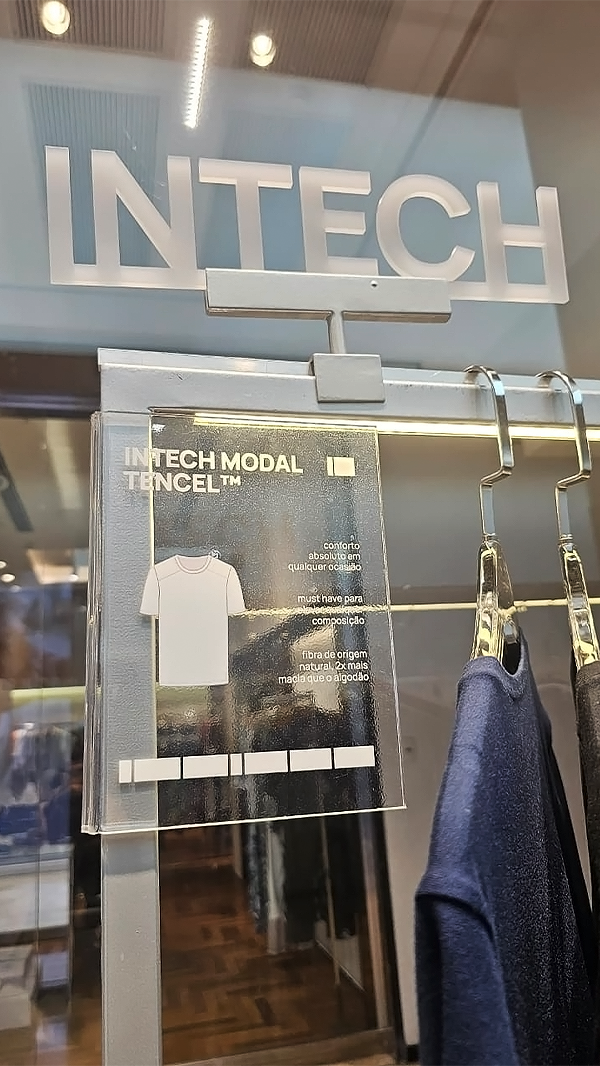 INTECH
INTECH MODAL
TENCEL™
conforto
absoluto em
qualquer ocasião
must have para
composição
fibra de origem
natural, 2x mais
macia que o algodão